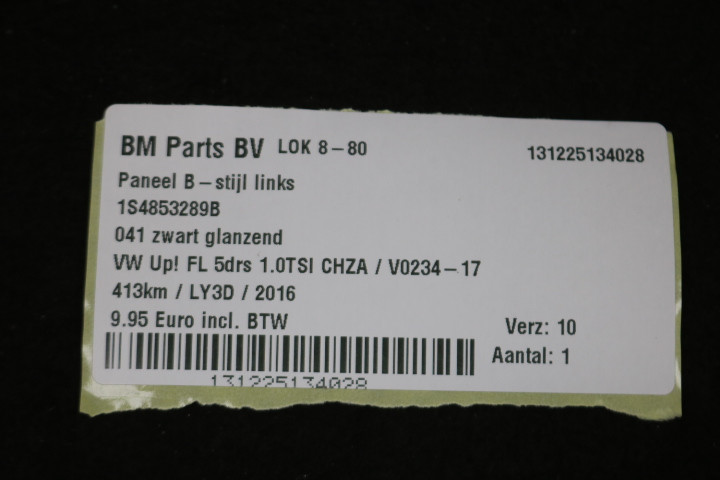 BM Parts BV LOK 8-80 131225134028
Paneel B-stijl links
1S4853289B
041 zwart glanzend
VW Up! FL 5drs 1.0TSI CHZA / V0234-17
413km / LY3D / 2016
9.95 Euro incl. BTW Verz: 10
Aantal: 1
131225134028